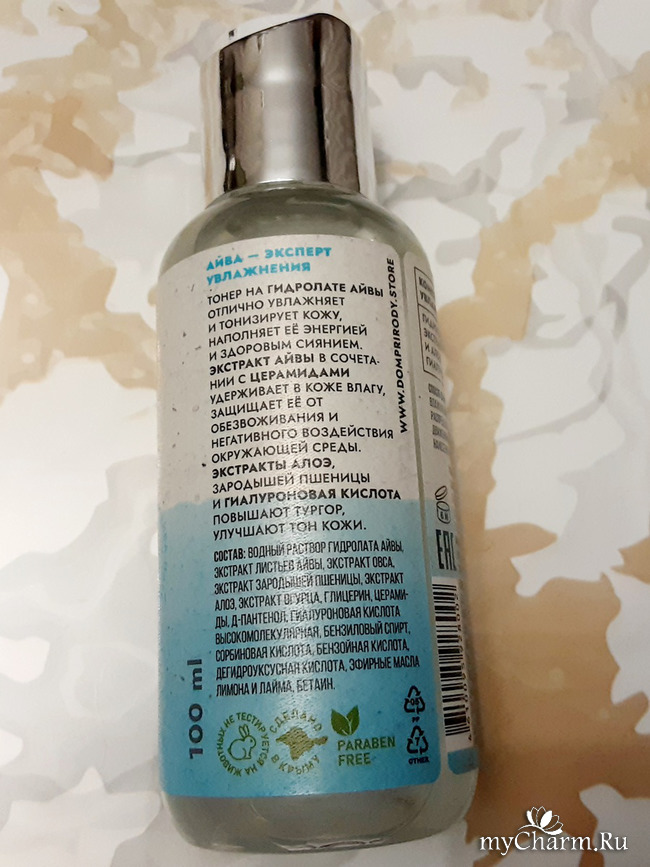 АЙВА — ЭКСПЕРТ
УВЛАЖНЕНИЯ
ТОНЕР НА ГИДРОЛАТЕ АЙВЫ
ОТЛИЧНО УВЛАЖНЯЕТ
И ТОНИЗИРУЕТ КОЖУ,
НАПОЛНЯЕТ ЕЁ ЭНЕРГИЕЙ
И ЗДОРОВЫМ СИЯНИЕМ.
ЭКСТРАКТ АЙВЫ В СОЧЕТА-
НИИ С ЦЕРАМИДАМИ
УДЕРЖИВАЕТ В КОЖЕ ВЛАГУ,
ЗАЩИЩАЕТ ЕЁ ОТ
ОБЕЗВОЖИВАНИЯ И
НЕГАТИВНОГО ВОЗДЕЙСТВИЯ
ОКРУЖАЮЩЕЙ СРЕДЫ.
ЭКСТРАКТЫ АЛОЭ,
ЗАРОДЫШЕЙ ПШЕНИЦЫ
И ГИАЛУРОНОВАЯ КИСЛОТА
ПОВЫШАЮТ ТУРГОР,
УЛУЧШАЮТ ТОН КОЖИ.
СОСТАВ: ВОДНЫЙ РАСТВОР ГИДРОЛАТА АЙВЫ,
ЭКСТРАКТ ЛИСТЬЕВ АЙВЫ, ЭКСТРАКТ ОВСА,
ЭКСТРАКТ ЗАРОДЫШЕЙ ПШЕНИЦЫ, ЭКСТРАКТ
АЛОЭ, ЭКСТРАКТ ОГУРЦА, ГЛИЦЕРИН, ЦЕРАМИ-
ДЫ, Д-ПАНТЕНОЛ, ГИАЛУРОНОВАЯ КИСЛОТА
ВЫСОКОМОЛЕКУЛЯРНАЯ, БЕНЗИЛОВЫЙ СПИРТ,
СОРБИНОВАЯ КИСЛОТА, БЕНЗОЙНАЯ КИСЛОТА,
ДЕГИДРОУКСУСНАЯ КИСЛОТА, ЭФИРНЫЕ МАСЛА
ЛИМОНА И ЛАЙМА, БЕТАИН.
100 ml
НЕ ТЕСТИРУЕТСЯ
НА ЖИВОТНЫХ
СДЕЛАНО
В КРЫМУ
PARABEN
FREE
WWW.DOMPRIRODY.STORE
EAC
7
OTHER
myCharm.Ru